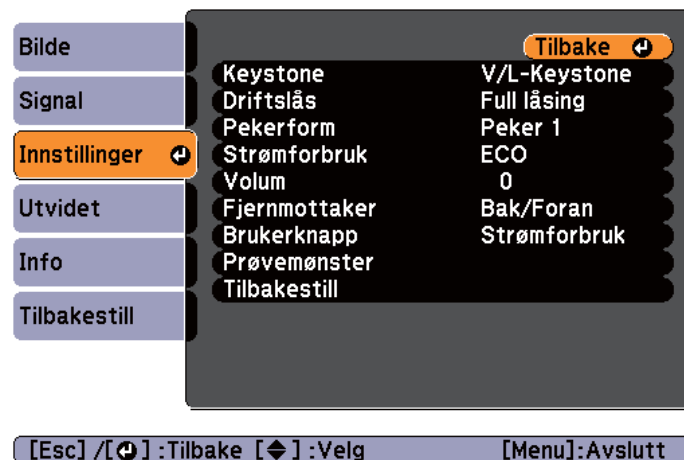 Bilde
Signal
Innstillinger
Utvidet
Info
Tilbakestill
Tilbake
Keystone V/L-Keystone
Driftslås Full låsing
Pekerform Peker 1
Strømforbruk ECO
Volum 0
Fjernmottaker Bak/Foran
Brukerknapp Strømforbruk
Prøvemønster
Tilbakestill
[Esc] /[⏎] :Tilbake [◆] :Velg [Menu]:Avslutt